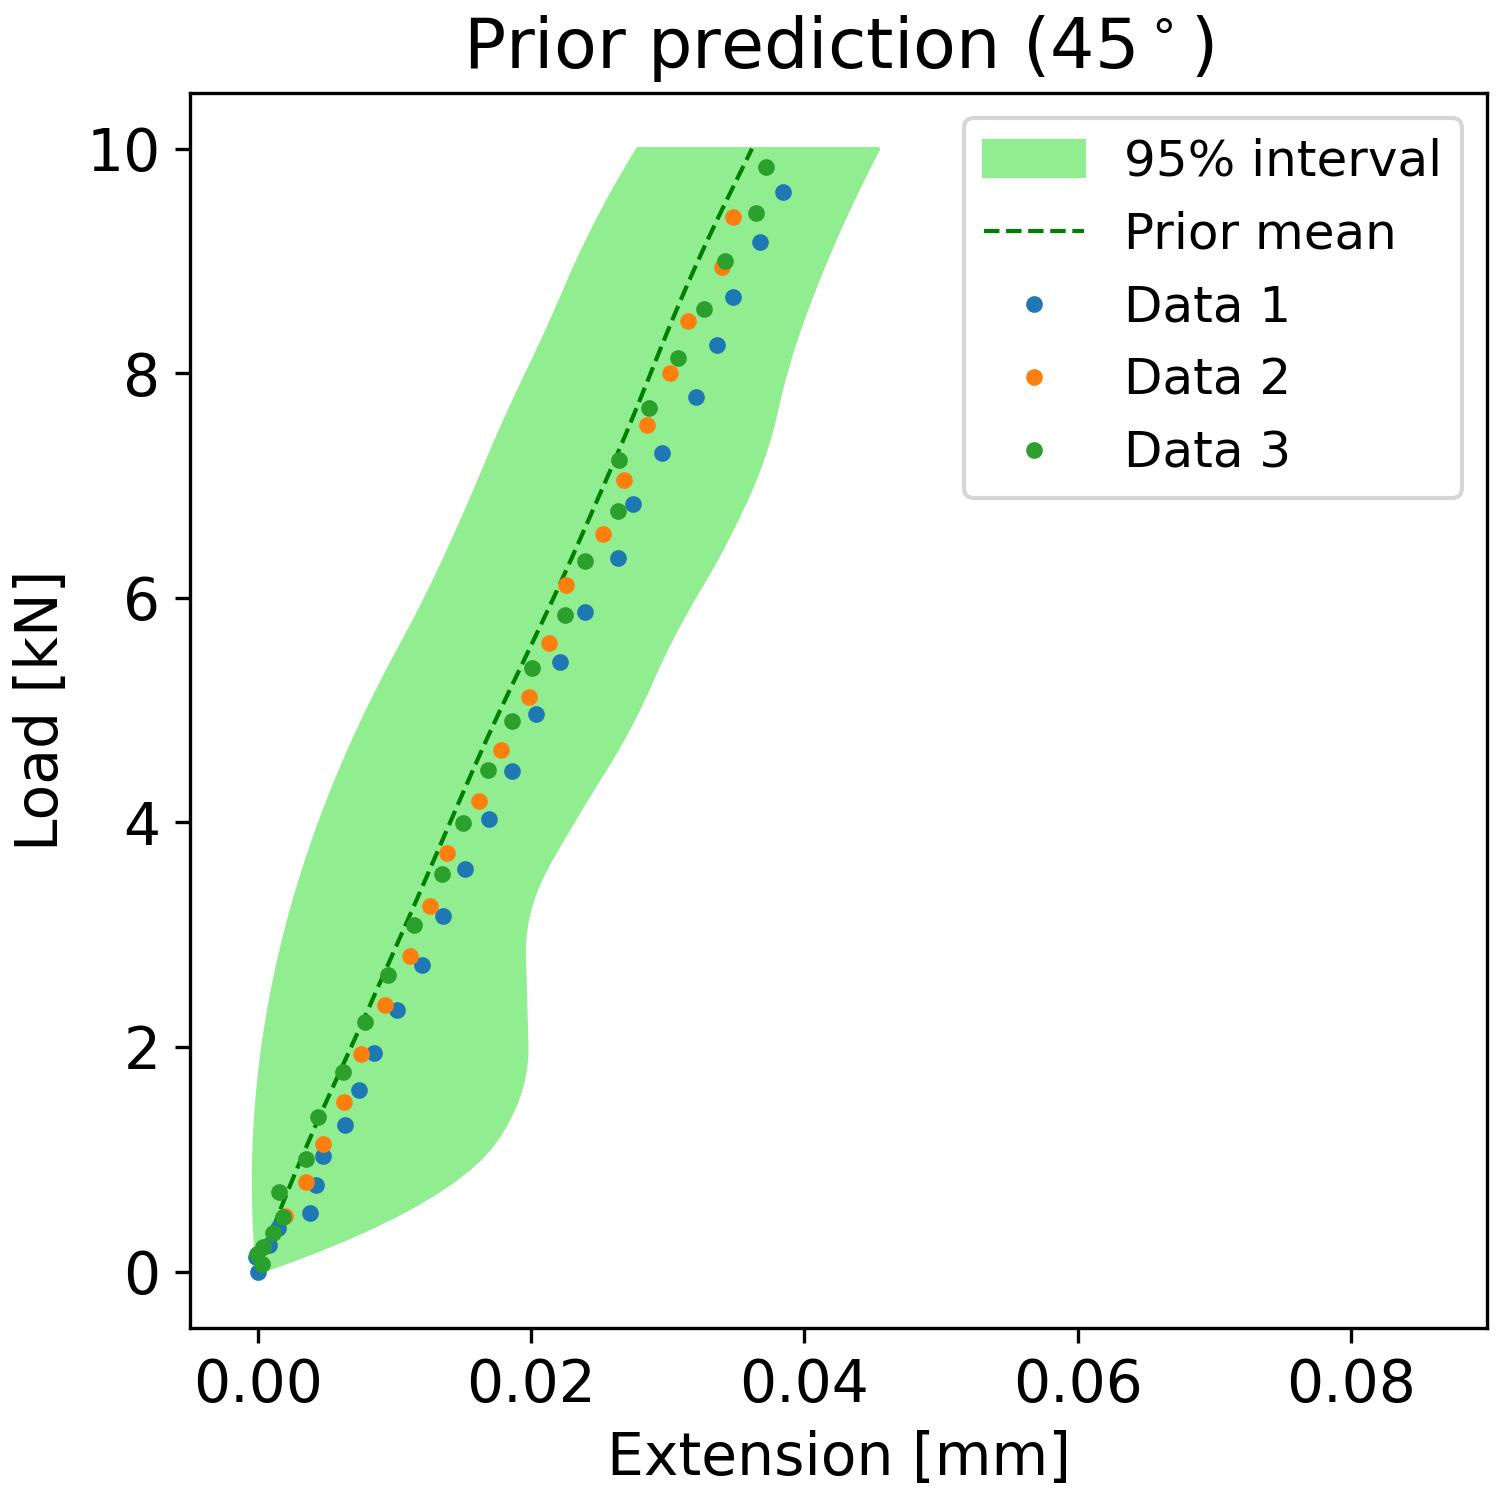 Prior prediction (45°)
95% interval
Prior mean
Data 1
Data 2
Data 3
Load [kN]
10
8
6
4
2
0
0.00 0.02 0.04 0.06 0.08
Extension [mm]